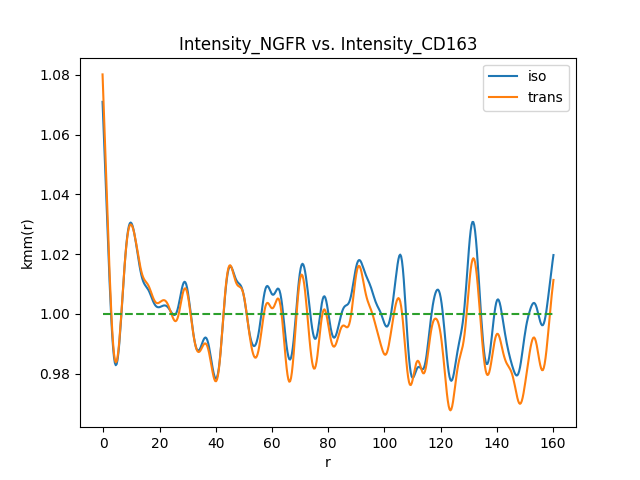 Intensity_NGFR vs. Intensity_CD163
iso
trans
1.08
1.06
1.04
1.02
1.00
0.98
kmm(r)
0 20 40 60 80 100 120 140 160
r